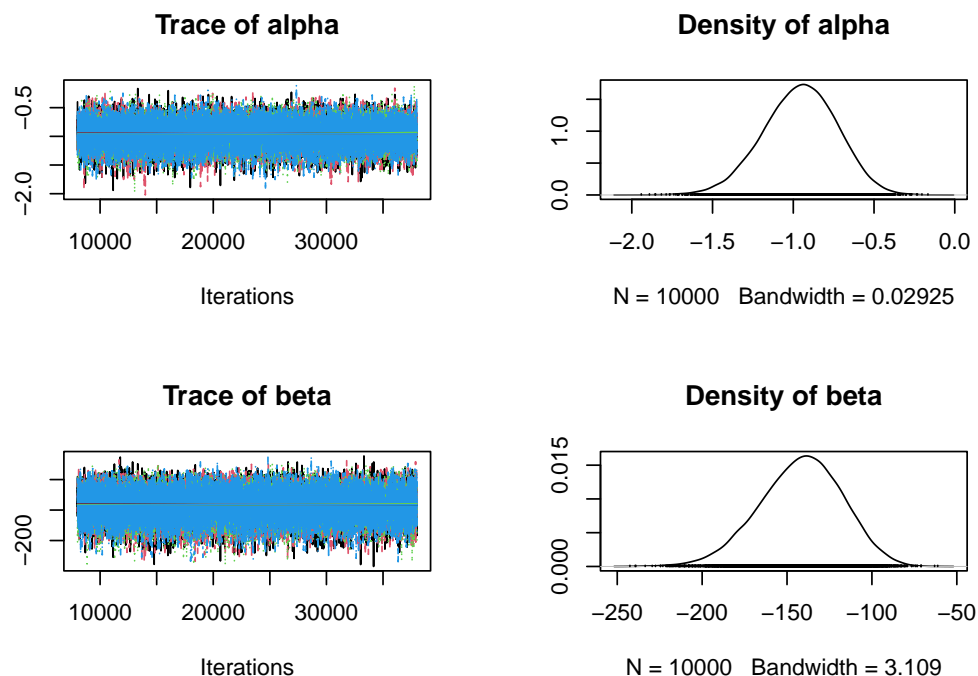 Trace of alpha
−0.5
−2.0
10000 20000 30000
Iterations
Density of alpha
1.0
0.0
−2.0 −1.5 −1.0 −0.5 0.0
N = 10000 Bandwidth = 0.02925
Trace of beta
−200
10000 20000 30000
Iterations
Density of beta
0.015
0.000
−250 −200 −150 −100 −50
N = 10000 Bandwidth = 3.109